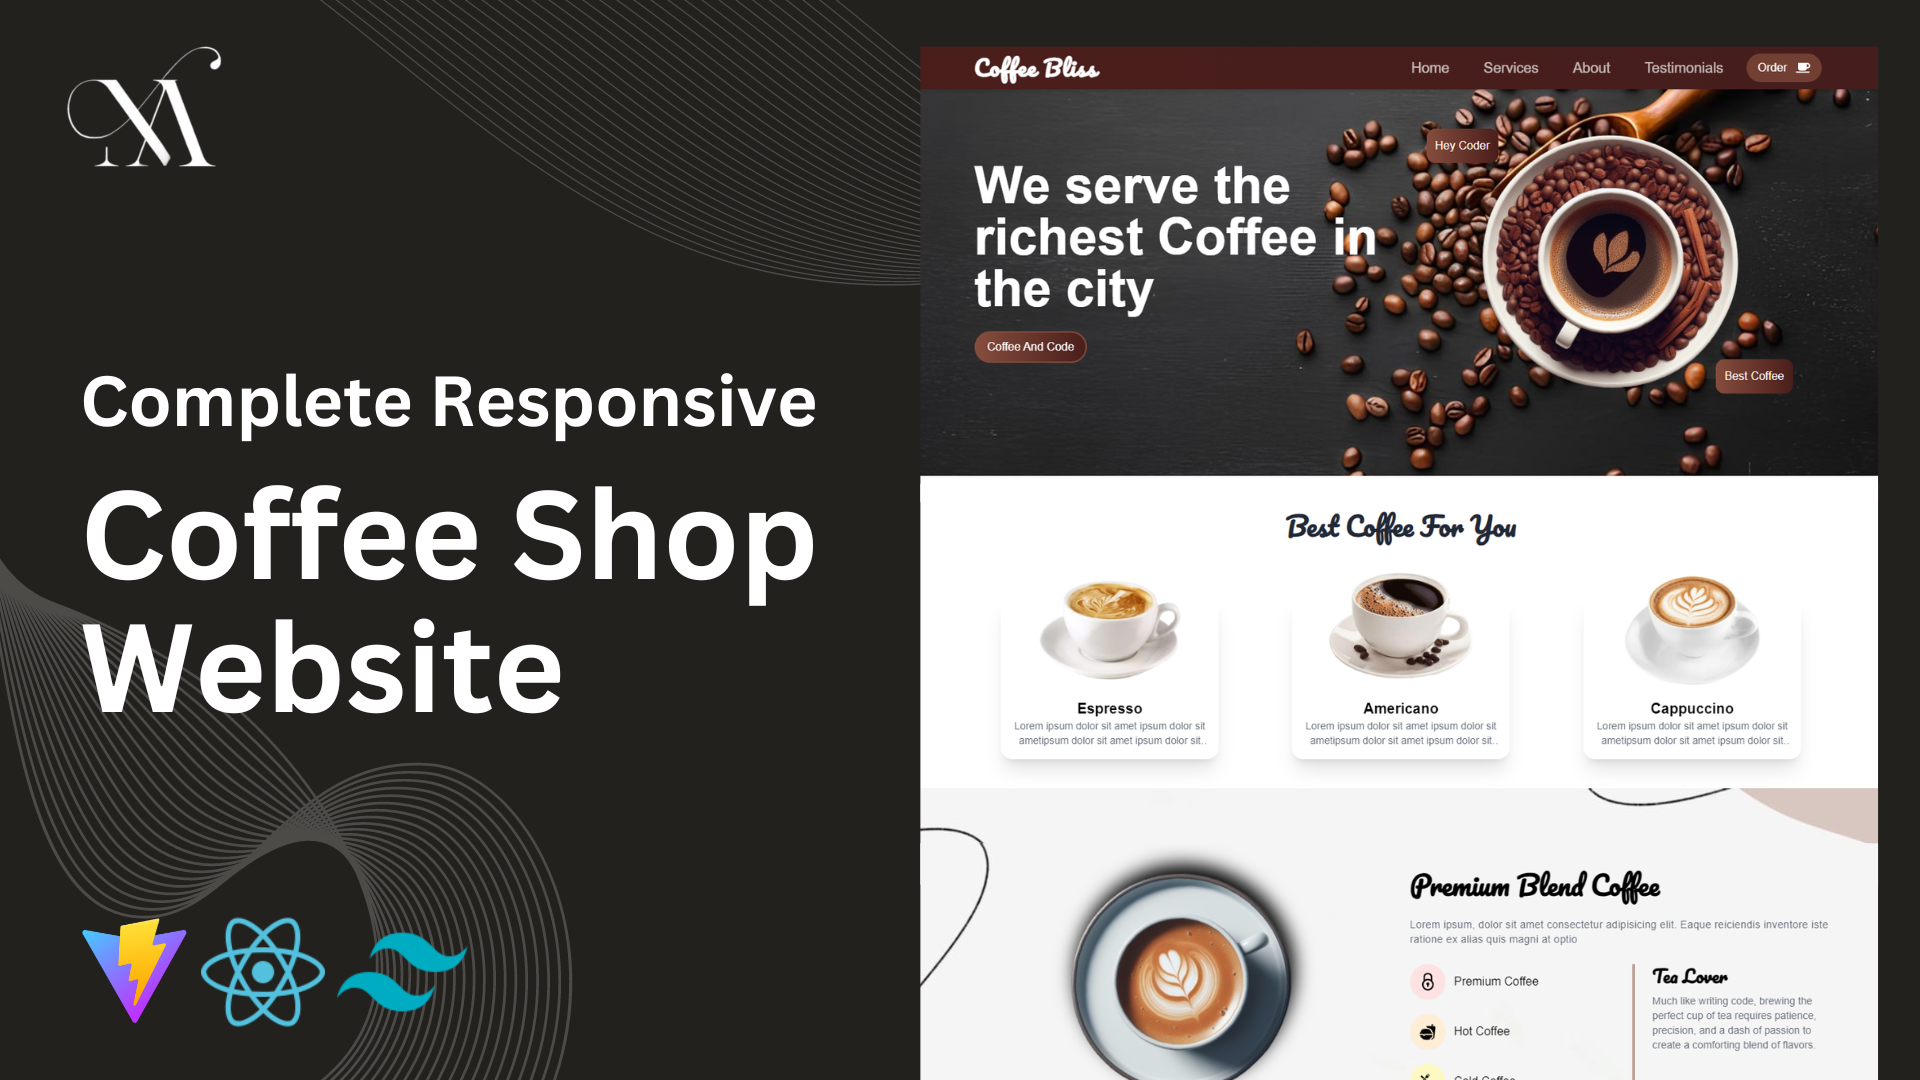 Complete Responsive
Coffee Shop
Website
Coffee Bliss
Home
Services
About
Testimonials
Order
Hey Coder
We serve the
richest Coffee in
the city
Coffee And Code
Best Coffee
Best Coffee For You
Espresso
Lorem ipsum dolor sit amet ipsum dolor sit
ametipsum dolor sit amet ipsum dolor sit..
Americano
Lorem ipsum dolor sit amet ipsum dolor sit
ametipsum dolor sit amet ipsum dolor sit..
Cappuccino
Lorem ipsum dolor sit amet ipsum dolor sit
ametipsum dolor sit amet ipsum dolor sit..
Premium Blend Coffee
Lorem ipsum, dolor sit amet consectetur adipisicing elit. Eaque reiciendis inventore iste
ratione ex alias quis magni at optio
Premium Coffee
Hot Coffee
Cold Coffee
Tea Lover
Much like writing code, brewing the
perfect cup of tea requires patience,
precision, and a dash of passion to
create a comforting blend of flavors.